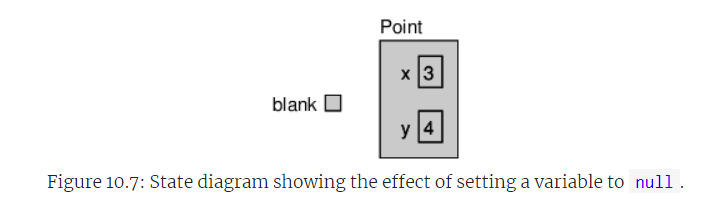 Point
x 3
blank
y 4
Figure 10.7: State diagram showing the effect of setting a variable to null .